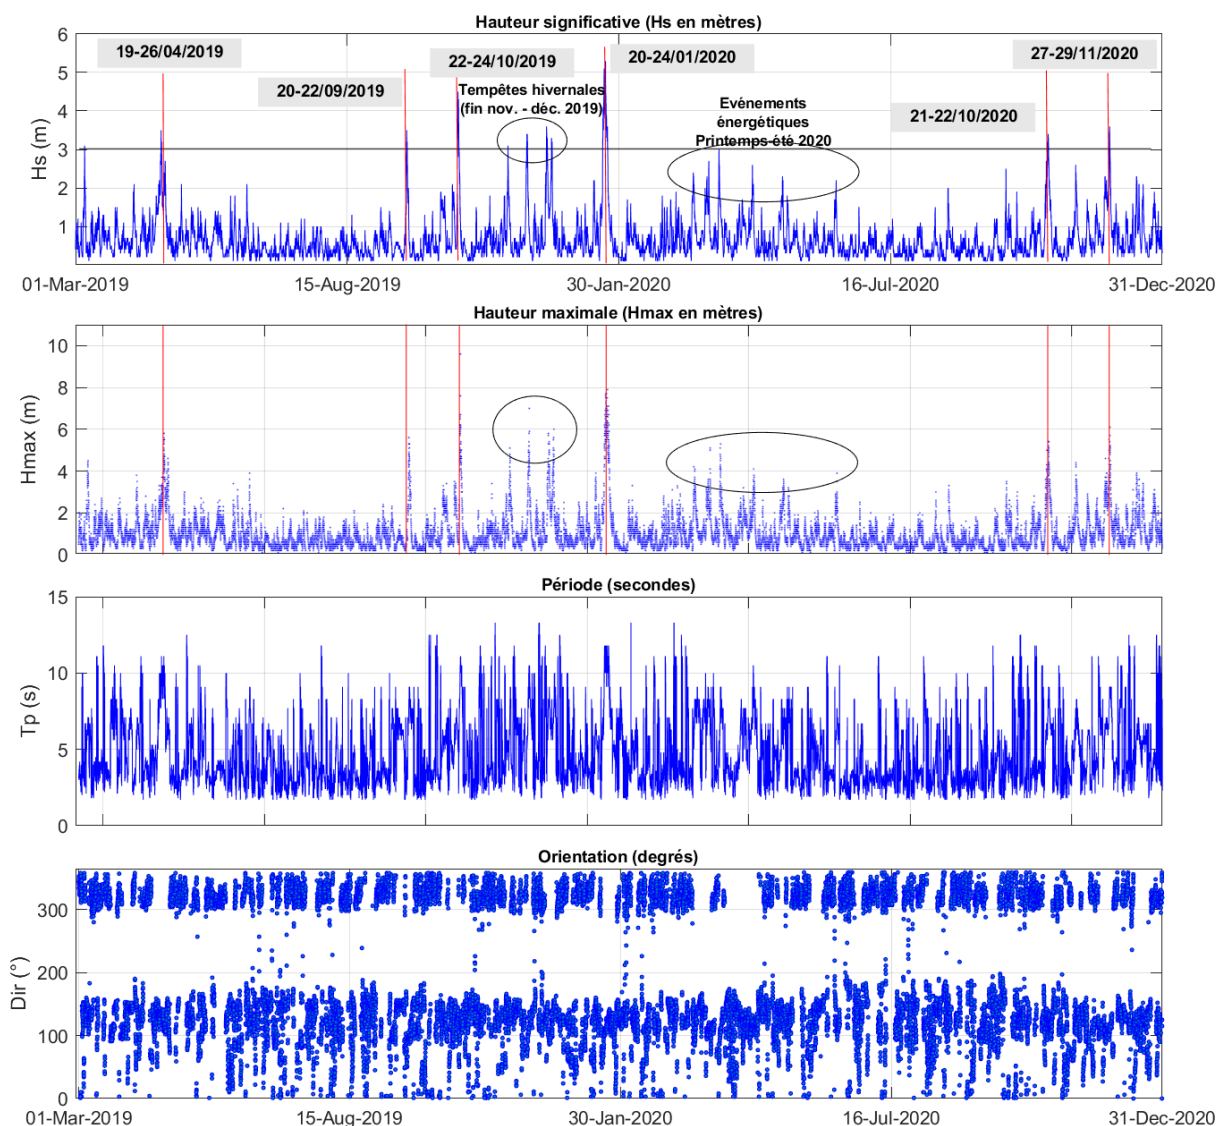 Hauteur significative (Hs en mètres)
6
5
4
3
2
1
Hs (m)
19-26/04/2019
20-22/09/2019
22-24/10/2019
Tempêtes hivernales
(fin nov. - déc. 2019)
20-24/01/2020
Evénements
énergétiques
Printemps-été 2020
21-22/10/2020
27-29/11/2020
01-Mar-2019
15-Aug-2019
30-Jan-2020
16-Jul-2020
31-Dec-2020
Hauteur maximale (Hmax en mètres)
10
8
6
4
2
0
Hmax (m)
Période (secondes)
15
10
5
0
Tp (s)
Orientation (degrés)
300
200
100
0
Dir (°)
01-Mar-2019
15-Aug-2019
30-Jan-2020
16-Jul-2020
31-Dec-2020